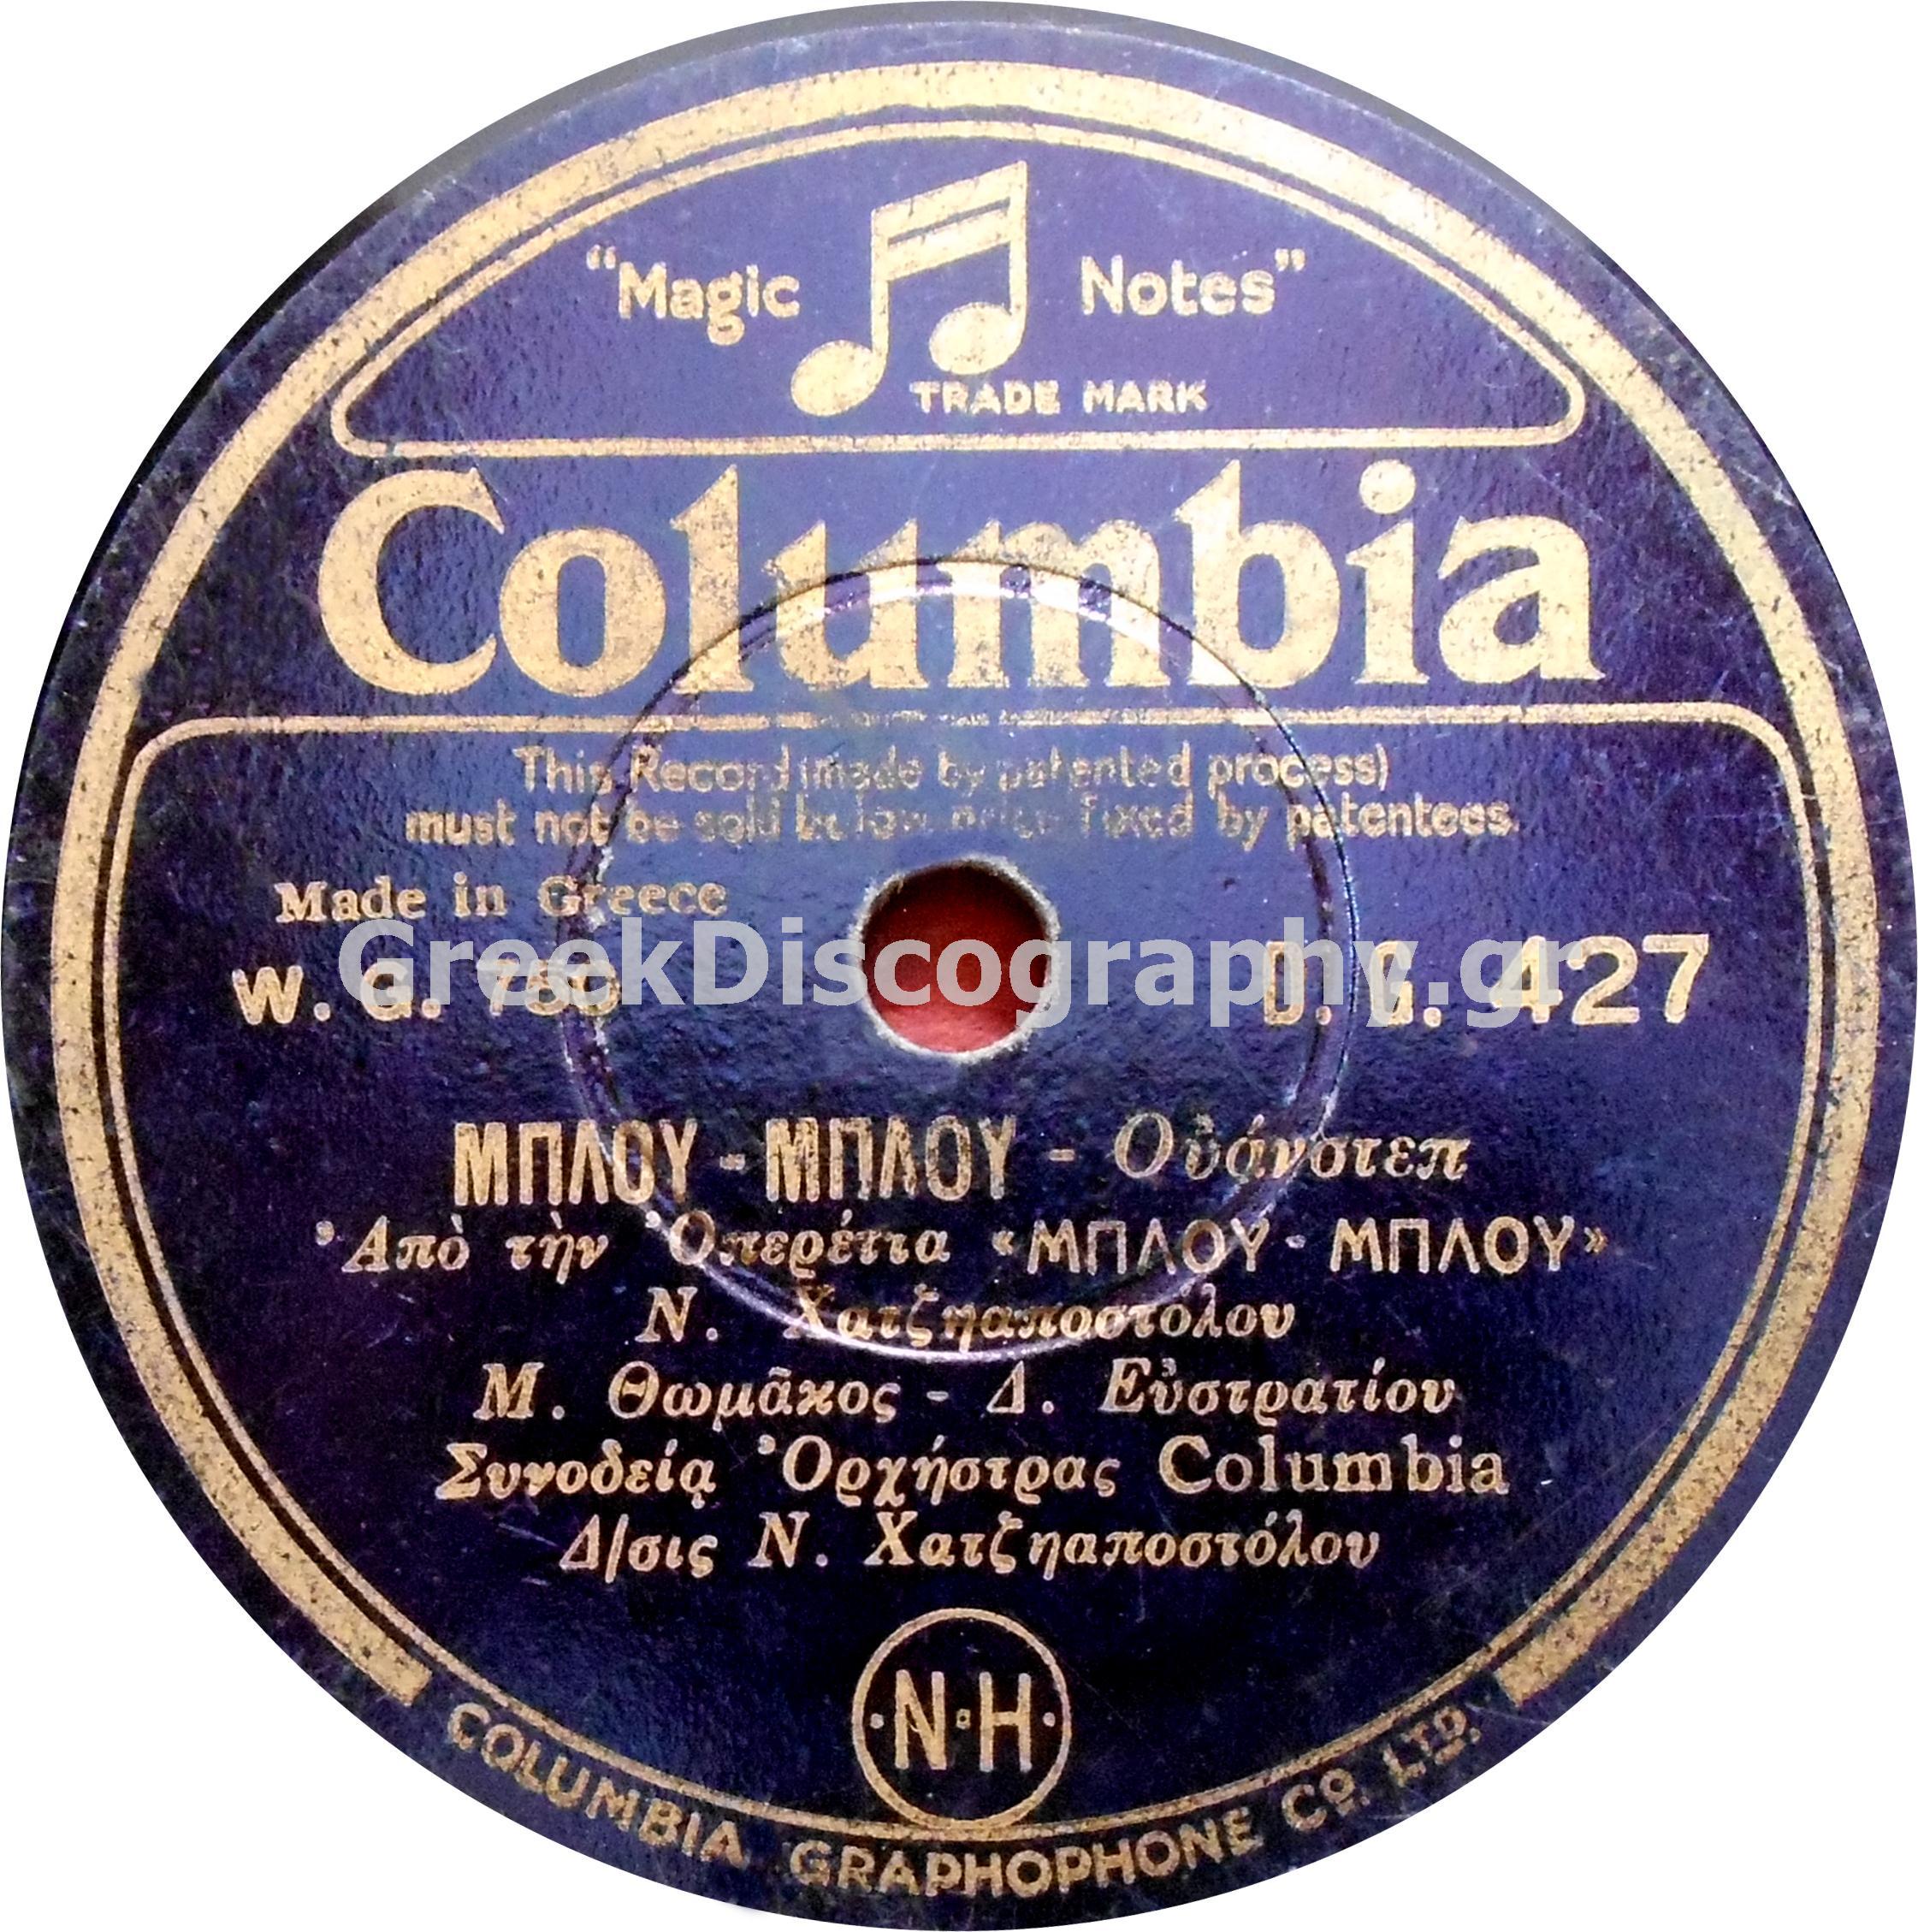 “Magic Notes”
TRADE MARK
Columbia
This Record (made by patented process)
must not be sold below price fixed by patentees.
Made in Greece
GreekDiscography.gr
W. G. D. G. 427
ΜΠΛΟΥ - ΜΠΛΟΥ - Οὐάνστεπ
Ἀπὸ τὴν Ὀπερέττα «ΜΠΛΟΥ - ΜΠΛΟΥ»
Ν. Χατζηαποστόλου
Μ. Θωμᾶκος - Δ. Εὐστρατίου
Συνοδείᾳ Ὀρχήστρας Columbia
Δ/σις Ν. Χατζηαποστόλου
·N·H·
COLUMBIA GRAPHOPHONE CO. LTD.